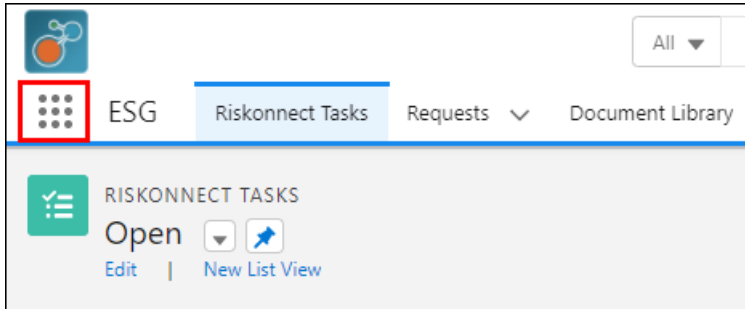 All
ESG Riskonnect Tasks Requests Document Library
RISKONNECT TASKS
Open
Edit | New List View